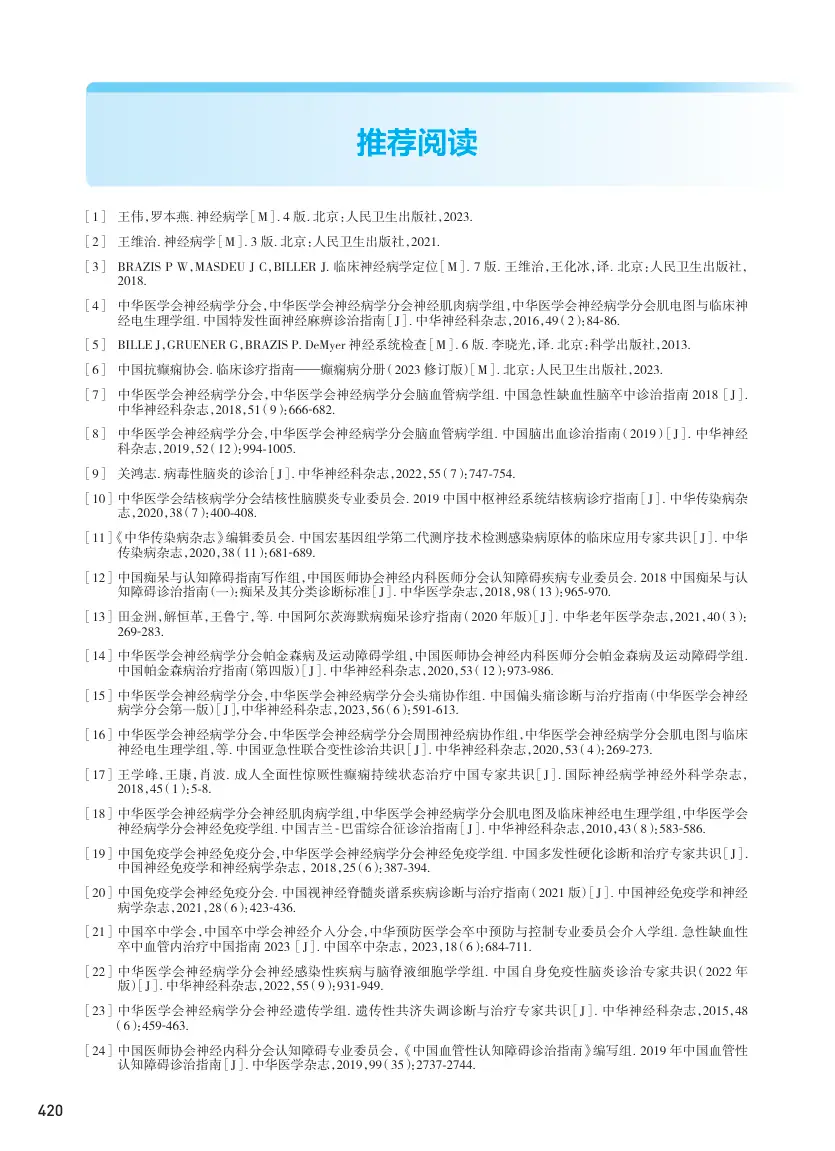 推荐阅读
[1] 王伟,罗本燕. 神经病学[M]. 4版. 北京:人民卫生出版社,2023.
[2] 王维治. 神经病学[M]. 3版. 北京:人民卫生出版社,2021.
[3] BRAZIS P W,MASDEU J C,BILLER J. 临床神经病学定位[M]. 7版. 王维治,王化冰,译. 北京:人民卫生出版社,
2018.
[4] 中华医学会神经病学分会,中华医学会神经病学分会神经肌肉病学组,中华医学会神经病学分会肌电图与临床神
经电生理学组. 中国特发性面神经麻痹诊治指南[J]. 中华神经科杂志,2016,49(2):84-86.
[5] BILLE J,GRUENER G,BRAZIS P. DeMyer神经系统检查[M]. 6版. 李晓光,译. 北京:科学出版社,2013.
[6] 中国抗癫痫协会. 临床诊疗指南——癫痫病分册(2023修订版)[M]. 北京:人民卫生出版社,2023.
[7] 中华医学会神经病学分会,中华医学会神经病学分会脑血管病学组. 中国急性缺血性脑卒中诊治指南2018 [J].
中华神经科杂志,2018,51(9):666-682.
[8] 中华医学会神经病学分会,中华医学会神经病学分会脑血管病学组. 中国脑出血诊治指南(2019)[J]. 中华神经
科杂志,2019,52(12):994-1005.
[9] 关鸿志. 病毒性脑炎的诊治[J]. 中华神经科杂志,2022,55(7):747-754.
[10] 中华医学会结核病学分会结核性脑膜炎专业委员会. 2019中国中枢神经系统结核病诊疗指南[J]. 中华传染病杂
志,2020,38(7):400-408.
[11]《中华传染病杂志》编辑委员会. 中国宏基因组学第二代测序技术检测感染病原体的临床应用专家共识[J]. 中华
传染病杂志,2020,38(11):681-689.
[12] 中国痴呆与认知障碍指南写作组,中国医师协会神经内科医师分会认知障碍疾病专业委员会. 2018中国痴呆与认
知障碍诊治指南(一):痴呆及其分类诊断标准[J]. 中华医学杂志,2018,98(13):965-970.
[13] 田金洲,解恒革,王鲁宁,等. 中国阿尔茨海默病痴呆诊疗指南(2020年版)[J]. 中华老年医学杂志,2021,40(3):
269-283.
[14] 中华医学会神经病学分会帕金森病及运动障碍学组,中国医师协会神经内科医师分会帕金森病及运动障碍学组.
中国帕金森病治疗指南(第四版)[J]. 中华神经科杂志,2020,53(12):973-986.
[15] 中华医学会神经病学分会,中华医学会神经病学分会头痛协作组. 中国偏头痛诊断与治疗指南(中华医学会神经
病学分会第一版)[J],中华神经科杂志,2023,56(6):591-613.
[16] 中华医学会神经病学分会,中华医学会神经病学分会周围神经病协作组,中华医学会神经病学分会肌电图与临床
神经电生理学组,等. 中国亚急性联合变性诊治共识[J]. 中华神经科杂志,2020,53(4):269-273.
[17] 王学峰,王康,肖波. 成人全面性惊厥性癫痫持续状态治疗中国专家共识[J]. 国际神经病学神经外科学杂志,
2018,45(1):5-8.
[18] 中华医学会神经病学分会神经肌肉病学组,中华医学会神经病学分会肌电图及临床神经电生理学组,中华医学会
神经病学分会神经免疫学组. 中国吉兰-巴雷综合征诊治指南[J]. 中华神经科杂志,2010,43(8):583-586.
[19] 中国免疫学会神经免疫分会,中华医学会神经病学分会神经免疫学组. 中国多发性硬化诊断和治疗专家共识[J].
中国神经免疫学和神经病学杂志, 2018,25(6):387-394.
[20] 中国免疫学会神经免疫分会. 中国视神经脊髓炎谱系疾病诊断与治疗指南(2021版)[J]. 中国神经免疫学和神经
病学杂志,2021,28(6):423-436.
[21] 中国卒中学会,中国卒中学会神经介入分会,中华预防医学会卒中预防与控制专业委员会介入学组. 急性缺血性
卒中血管内治疗中国指南2023 [J]. 中国卒中杂志, 2023,18(6):684-711.
[22] 中华医学会神经病学分会神经感染性疾病与脑脊液细胞学学组. 中国自身免疫性脑炎诊治专家共识(2022年
版)[J]. 中华神经科杂志,2022,55(9):931-949.
[23] 中华医学会神经病学分会神经遗传学组. 遗传性共济失调诊断与治疗专家共识[J]. 中华神经科杂志,2015,48
(6):459-463.
[24] 中国医师协会神经内科分会认知障碍专业委员会,《中国血管性认知障碍诊治指南》编写组. 2019年中国血管性
认知障碍诊治指南[J]. 中华医学杂志,2019,99(35):2737-2744.
420